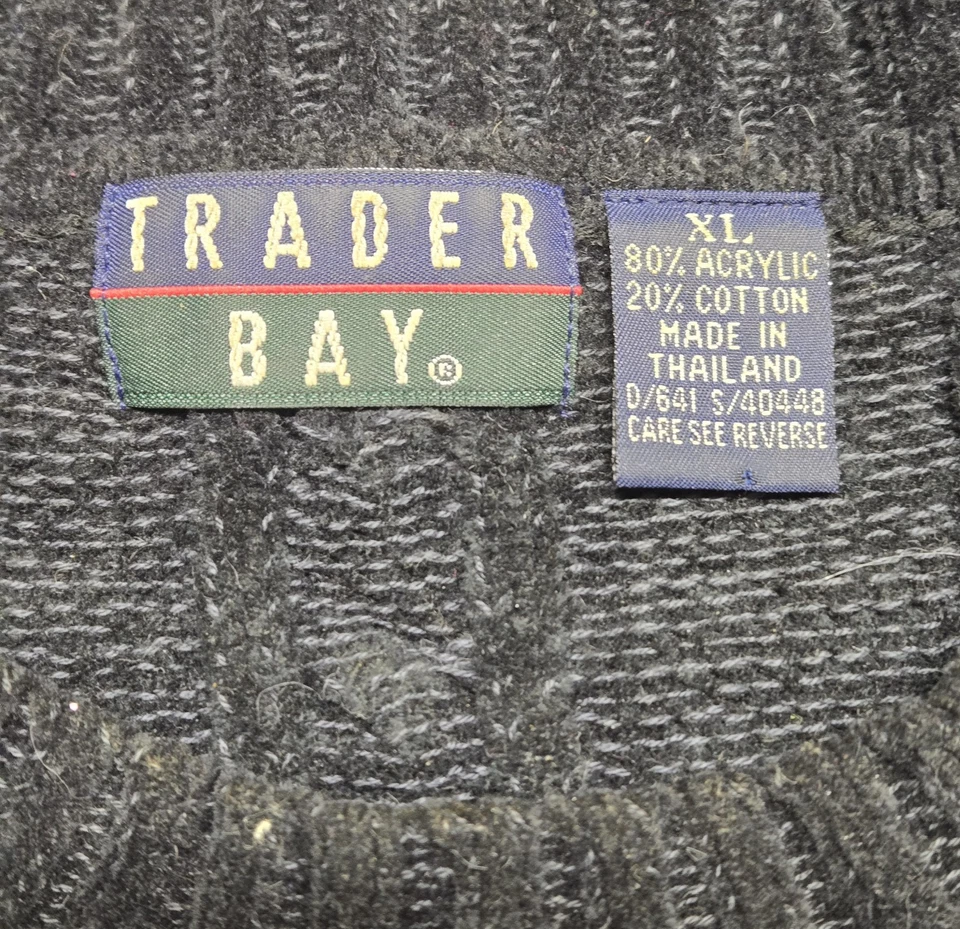 TRADER
BAY®
XL
80% ACRYLIC
20% COTTON
MADE IN
THAILAND
D/641 S/40448
CARE SEE REVERSE